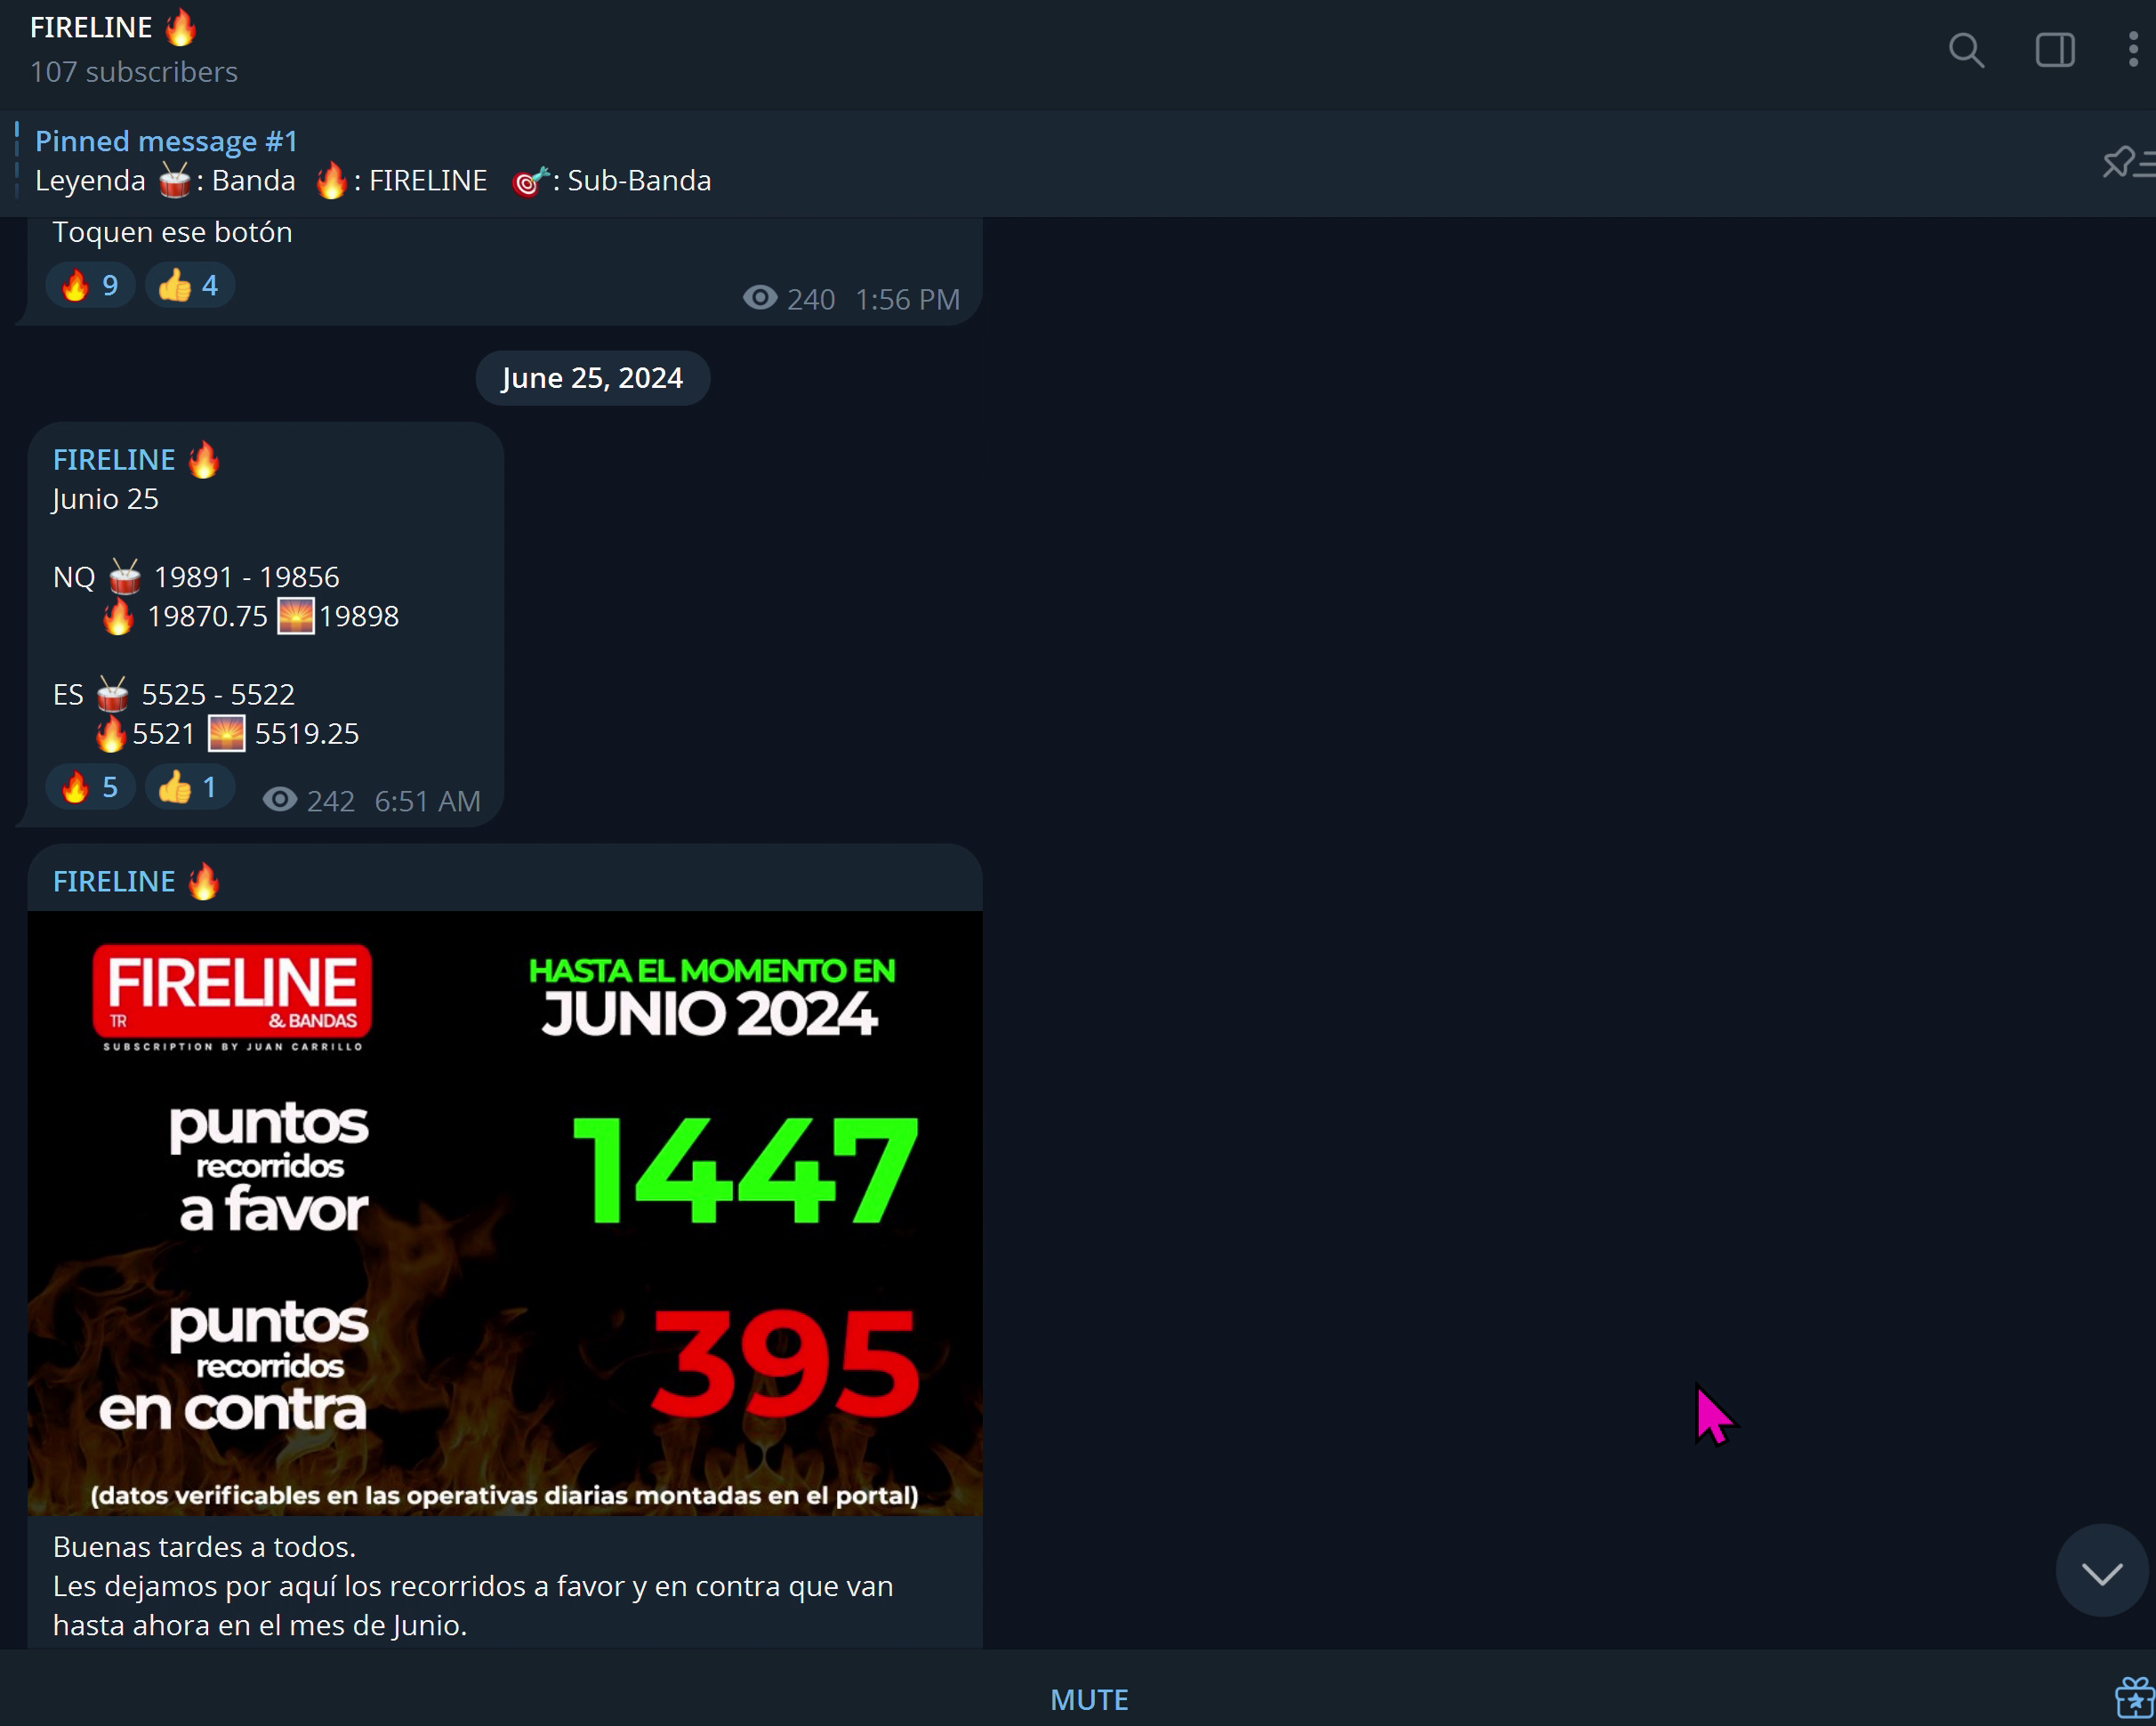 FIRELINE 🔥
107 subscribers
Pinned message #1
Leyenda 🥁: Banda 🔥: FIRELINE 🎯: Sub-Banda
Toquen ese botón
🔥 9 👍 4 240 1:56 PM
June 25, 2024
FIRELINE 🔥
Junio 25
NQ 🥁 19891 - 19856
🔥 19870.75 🌅19898
ES 🥁 5525 - 5522
🔥5521 🌅 5519.25
🔥 5 👍 1 242 6:51 AM
FIRELINE 🔥
FIRELINE
TR & BANDAS
SUBSCRIPTION BY JUAN CARRILLO
HASTA EL MOMENTO EN
JUNIO 2024
puntos
recorridos
a favor
1447
puntos
recorridos
en contra
395
(datos verificables en las operativas diarias montadas en el portal)
Buenas tardes a todos.
Les dejamos por aquí los recorridos a favor y en contra que van
hasta ahora en el mes de Junio.
MUTE